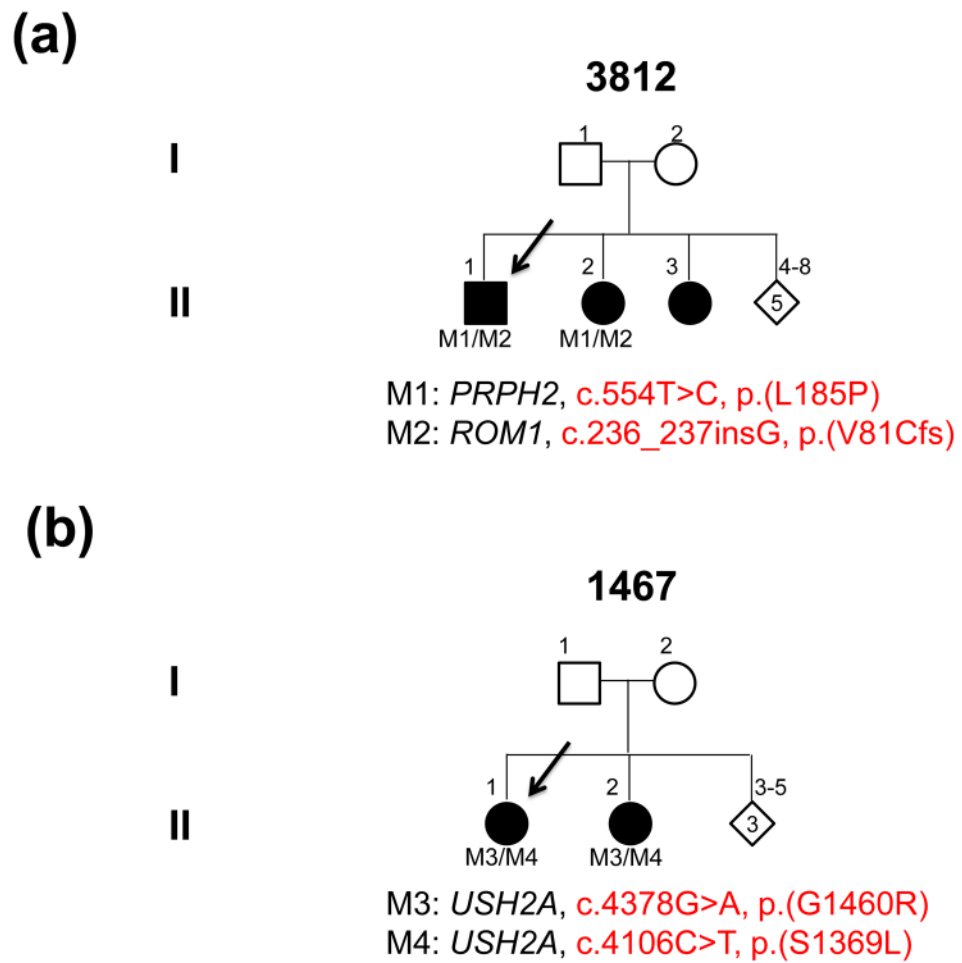 (a)
3812
I
1 2
II
1 2 3 4-8
5
M1/M2 M1/M2
M1: PRPH2, c.554T>C, p.(L185P)
M2: ROM1, c.236_237insG, p.(V81Cfs)
(b)
1467
I
1 2
II
1 2 3-5
3
M3/M4 M3/M4
M3: USH2A, c.4378G>A, p.(G1460R)
M4: USH2A, c.4106C>T, p.(S1369L)